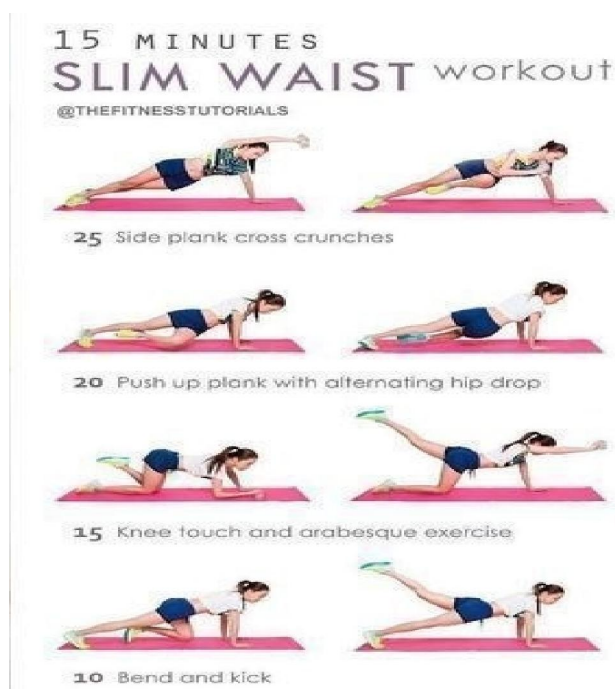 15 MINUTES
SLIM WAIST workout
@THEFITNESSTUTORIALS
25 Side plank cross crunches
20 Push up plank with alternating hip drop
15 Knee touch and arabesque exercise
10 Bend and kick